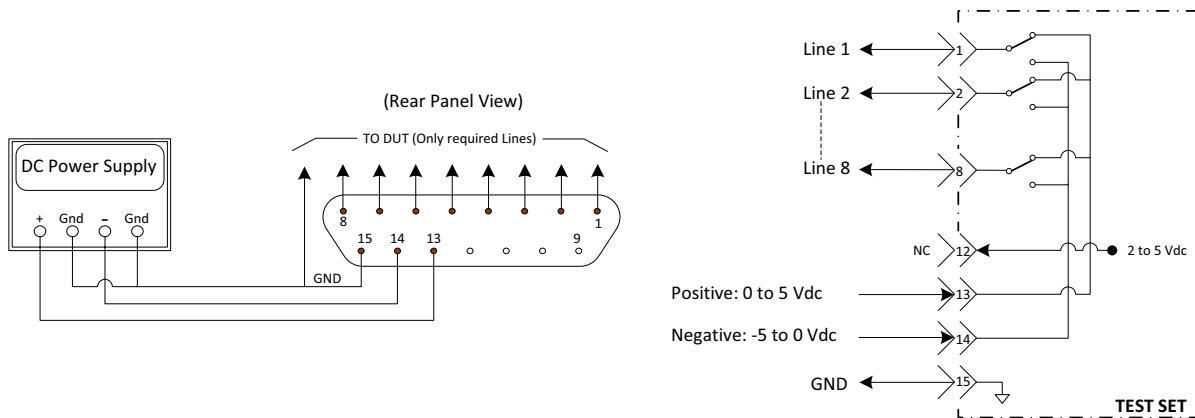 (Rear Panel View)
TO DUT (Only required Lines)
DC Power Supply
+ Gnd − Gnd
8 1
15 14 13 9
GND
Line 1 1
Line 2 2
Line 8 8
NC 12 2 to 5 Vdc
Positive: 0 to 5 Vdc 13
Negative: -5 to 0 Vdc 14
GND 15
TEST SET